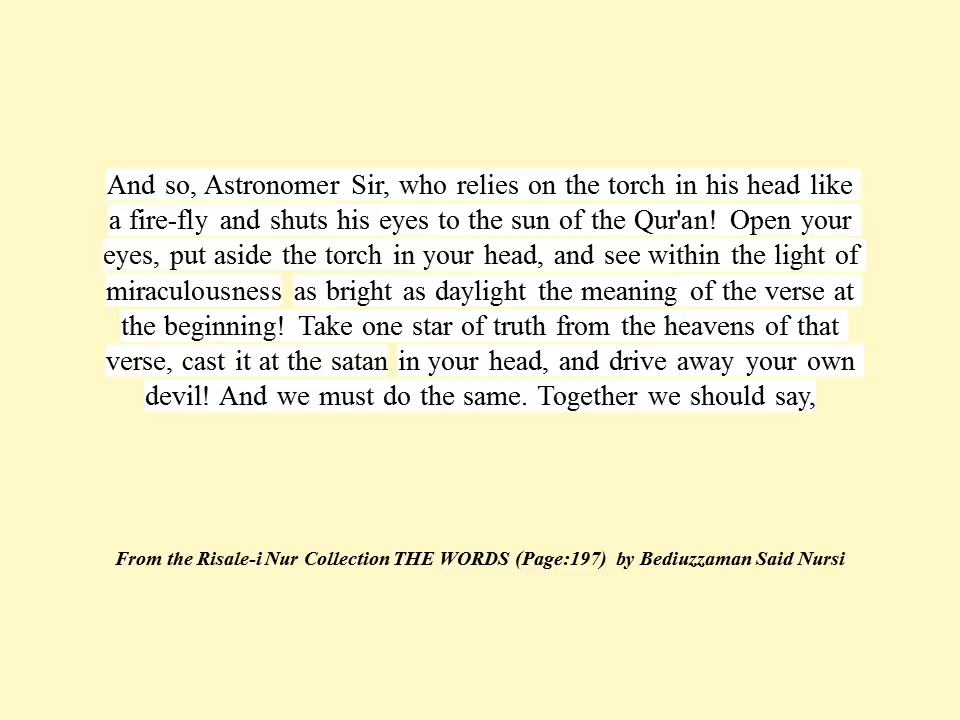 And so, Astronomer Sir, who relies on the torch in his head like
a fire-fly and shuts his eyes to the sun of the Qur'an! Open your
eyes, put aside the torch in your head, and see within the light of
miraculousness as bright as daylight the meaning of the verse at
the beginning! Take one star of truth from the heavens of that
verse, cast it at the satan in your head, and drive away your own
devil! And we must do the same. Together we should say,
From the Risale-i Nur Collection THE WORDS (Page:197) by Bediuzzaman Said Nursi